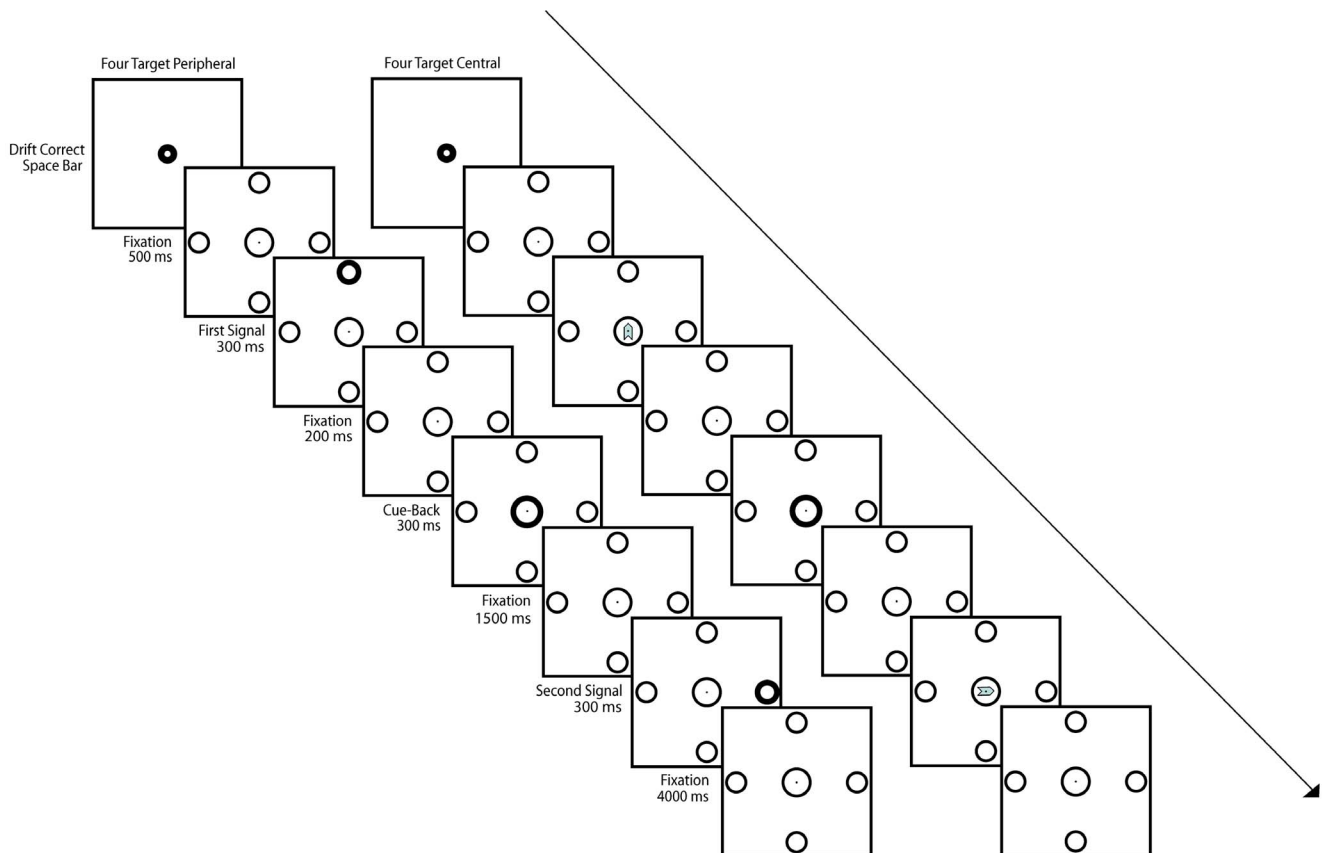 Four Target Peripheral
Four Target Central
Drift Correct
Space Bar
Fixation
500 ms
First Signal
300 ms
Fixation
200 ms
Cue-Back
300 ms
Fixation
1500 ms
Second Signal
300 ms
Fixation
4000 ms